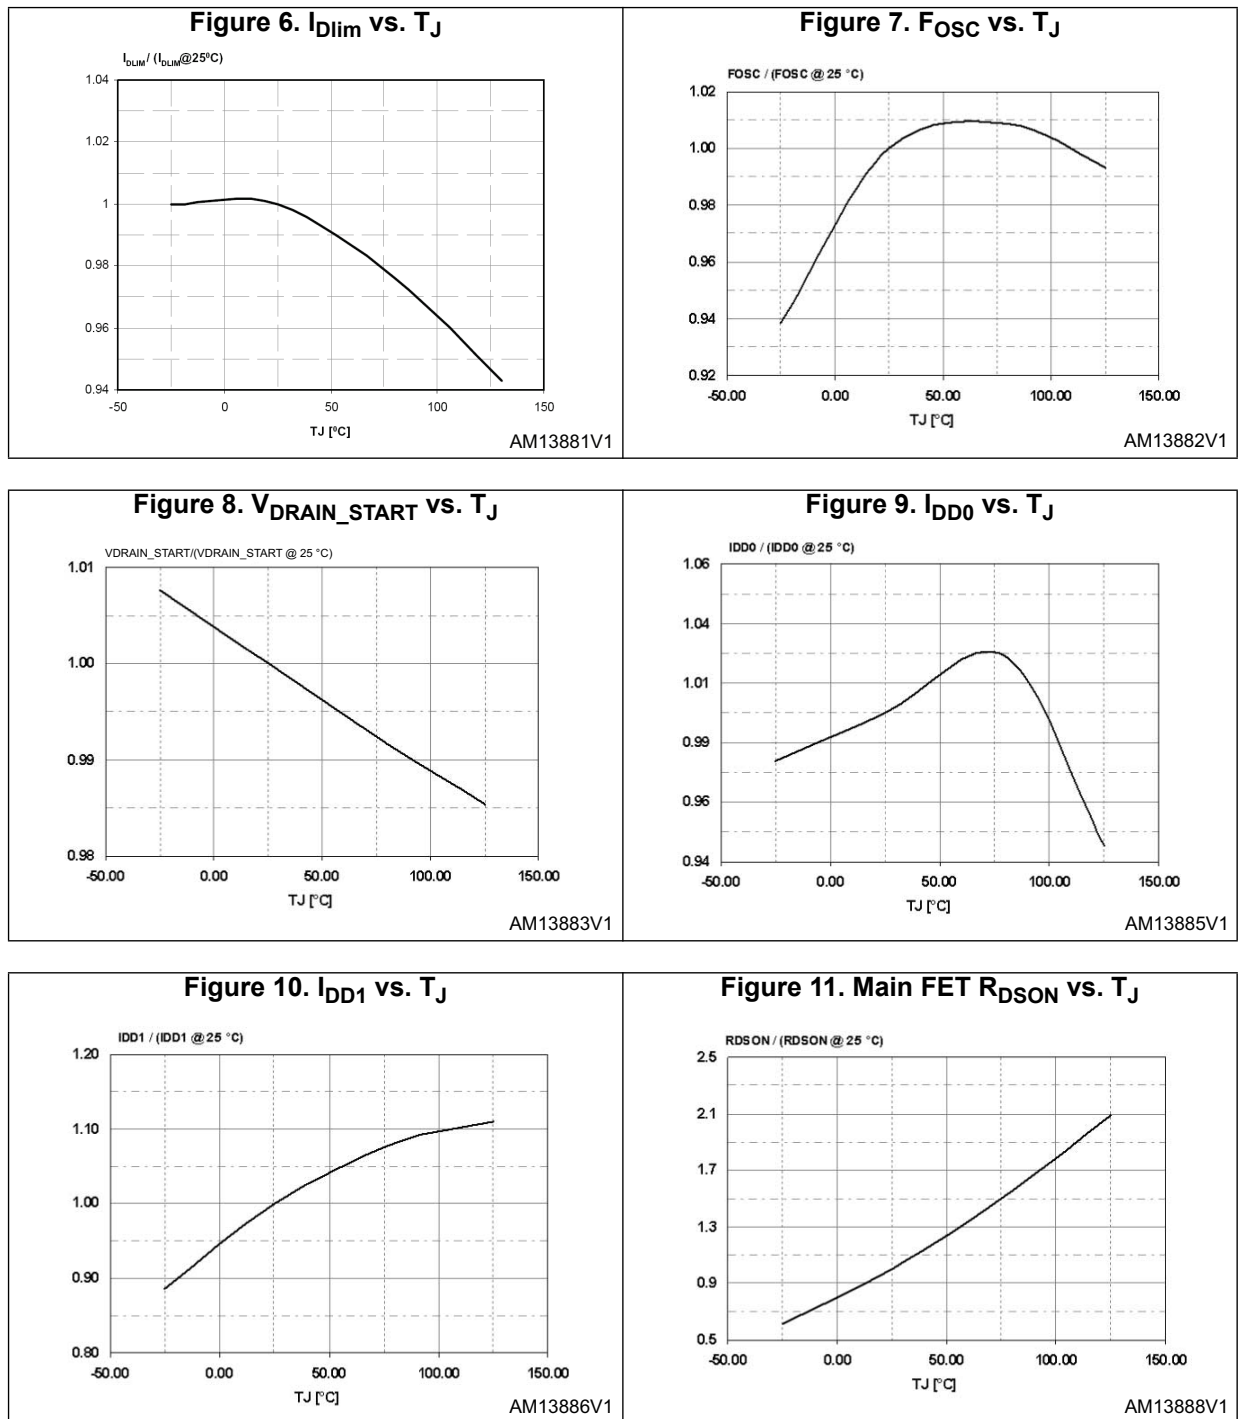 Figure 6. IDlim vs. TJ
IDLIM / (IDLIM@25ºC)
1.04
1.02
1
0.98
0.96
0.94
-50 0 50 100 150
TJ [ºC]
AM13881V1
Figure 7. FOSC vs. TJ
FOSC / (FOSC @ 25 °C)
1.02
1.00
0.98
0.96
0.94
0.92
-50.00 0.00 50.00 100.00 150.00
TJ [°C]
AM13882V1
Figure 8. VDRAIN_START vs. TJ
VDRAIN_START/(VDRAIN_START @ 25 °C)
1.01
1.00
0.99
0.98
-50.00 0.00 50.00 100.00 150.00
TJ [°C]
AM13883V1
Figure 9. IDD0 vs. TJ
IDD0 / (IDD0 @ 25 °C)
1.06
1.04
1.01
0.99
0.96
0.94
-50.00 0.00 50.00 100.00 150.00
TJ [°C]
AM13885V1
Figure 10. IDD1 vs. TJ
IDD1 / (IDD1 @ 25 °C)
1.20
1.10
1.00
0.90
0.80
-50.00 0.00 50.00 100.00 150.00
TJ [°C]
AM13886V1
Figure 11. Main FET RDSON vs. TJ
RDSON / (RDSON @ 25 °C)
2.5
2.1
1.7
1.3
0.9
0.5
-50.00 0.00 50.00 100.00 150.00
TJ [°C]
AM13888V1